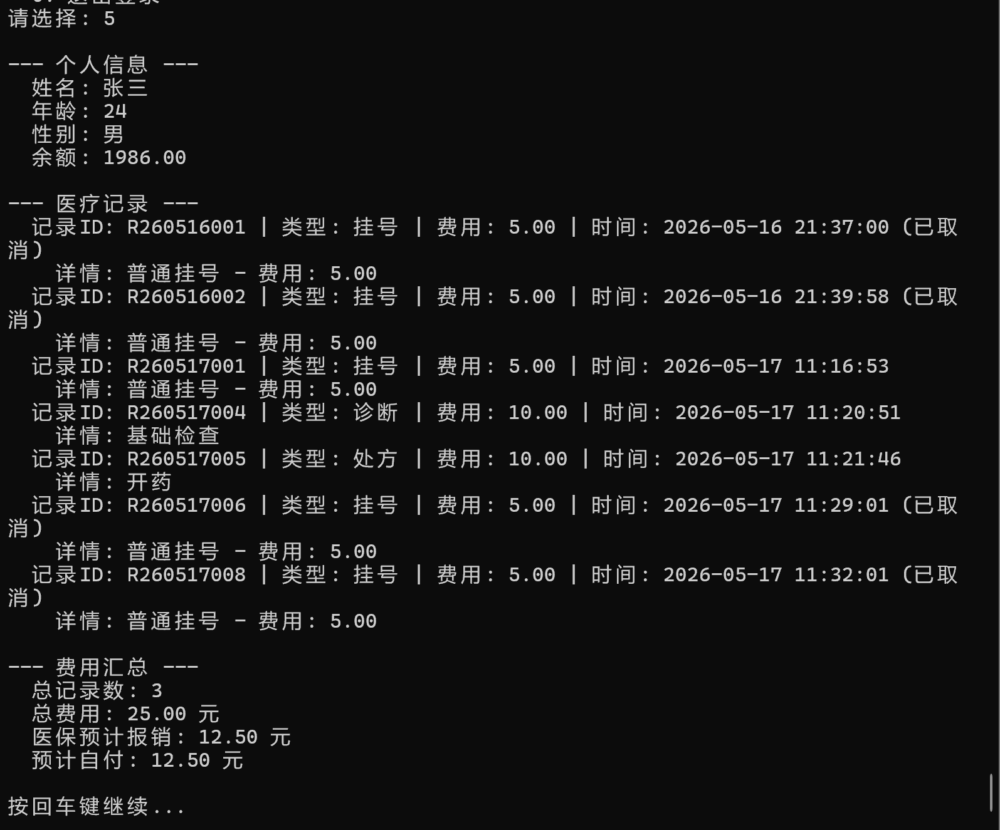 请选择: 5
--- 个人信息 ---
姓名: 张三
年龄: 24
性别: 男
余额: 1986.00
--- 医疗记录 ---
记录ID: R260516001 | 类型: 挂号 | 费用: 5.00 | 时间: 2026-05-16 21:37:00 (已取
消)
详情: 普通挂号 - 费用: 5.00
记录ID: R260516002 | 类型: 挂号 | 费用: 5.00 | 时间: 2026-05-16 21:39:58 (已取
消)
详情: 普通挂号 - 费用: 5.00
记录ID: R260517001 | 类型: 挂号 | 费用: 5.00 | 时间: 2026-05-17 11:16:53
详情: 普通挂号 - 费用: 5.00
记录ID: R260517004 | 类型: 诊断 | 费用: 10.00 | 时间: 2026-05-17 11:20:51
详情: 基础检查
记录ID: R260517005 | 类型: 处方 | 费用: 10.00 | 时间: 2026-05-17 11:21:46
详情: 开药
记录ID: R260517006 | 类型: 挂号 | 费用: 5.00 | 时间: 2026-05-17 11:29:01 (已取
消)
详情: 普通挂号 - 费用: 5.00
记录ID: R260517008 | 类型: 挂号 | 费用: 5.00 | 时间: 2026-05-17 11:32:01 (已取
消)
详情: 普通挂号 - 费用: 5.00
--- 费用汇总 ---
总记录数: 3
总费用: 25.00 元
医保预计报销: 12.50 元
预计自付: 12.50 元
按回车键继续...